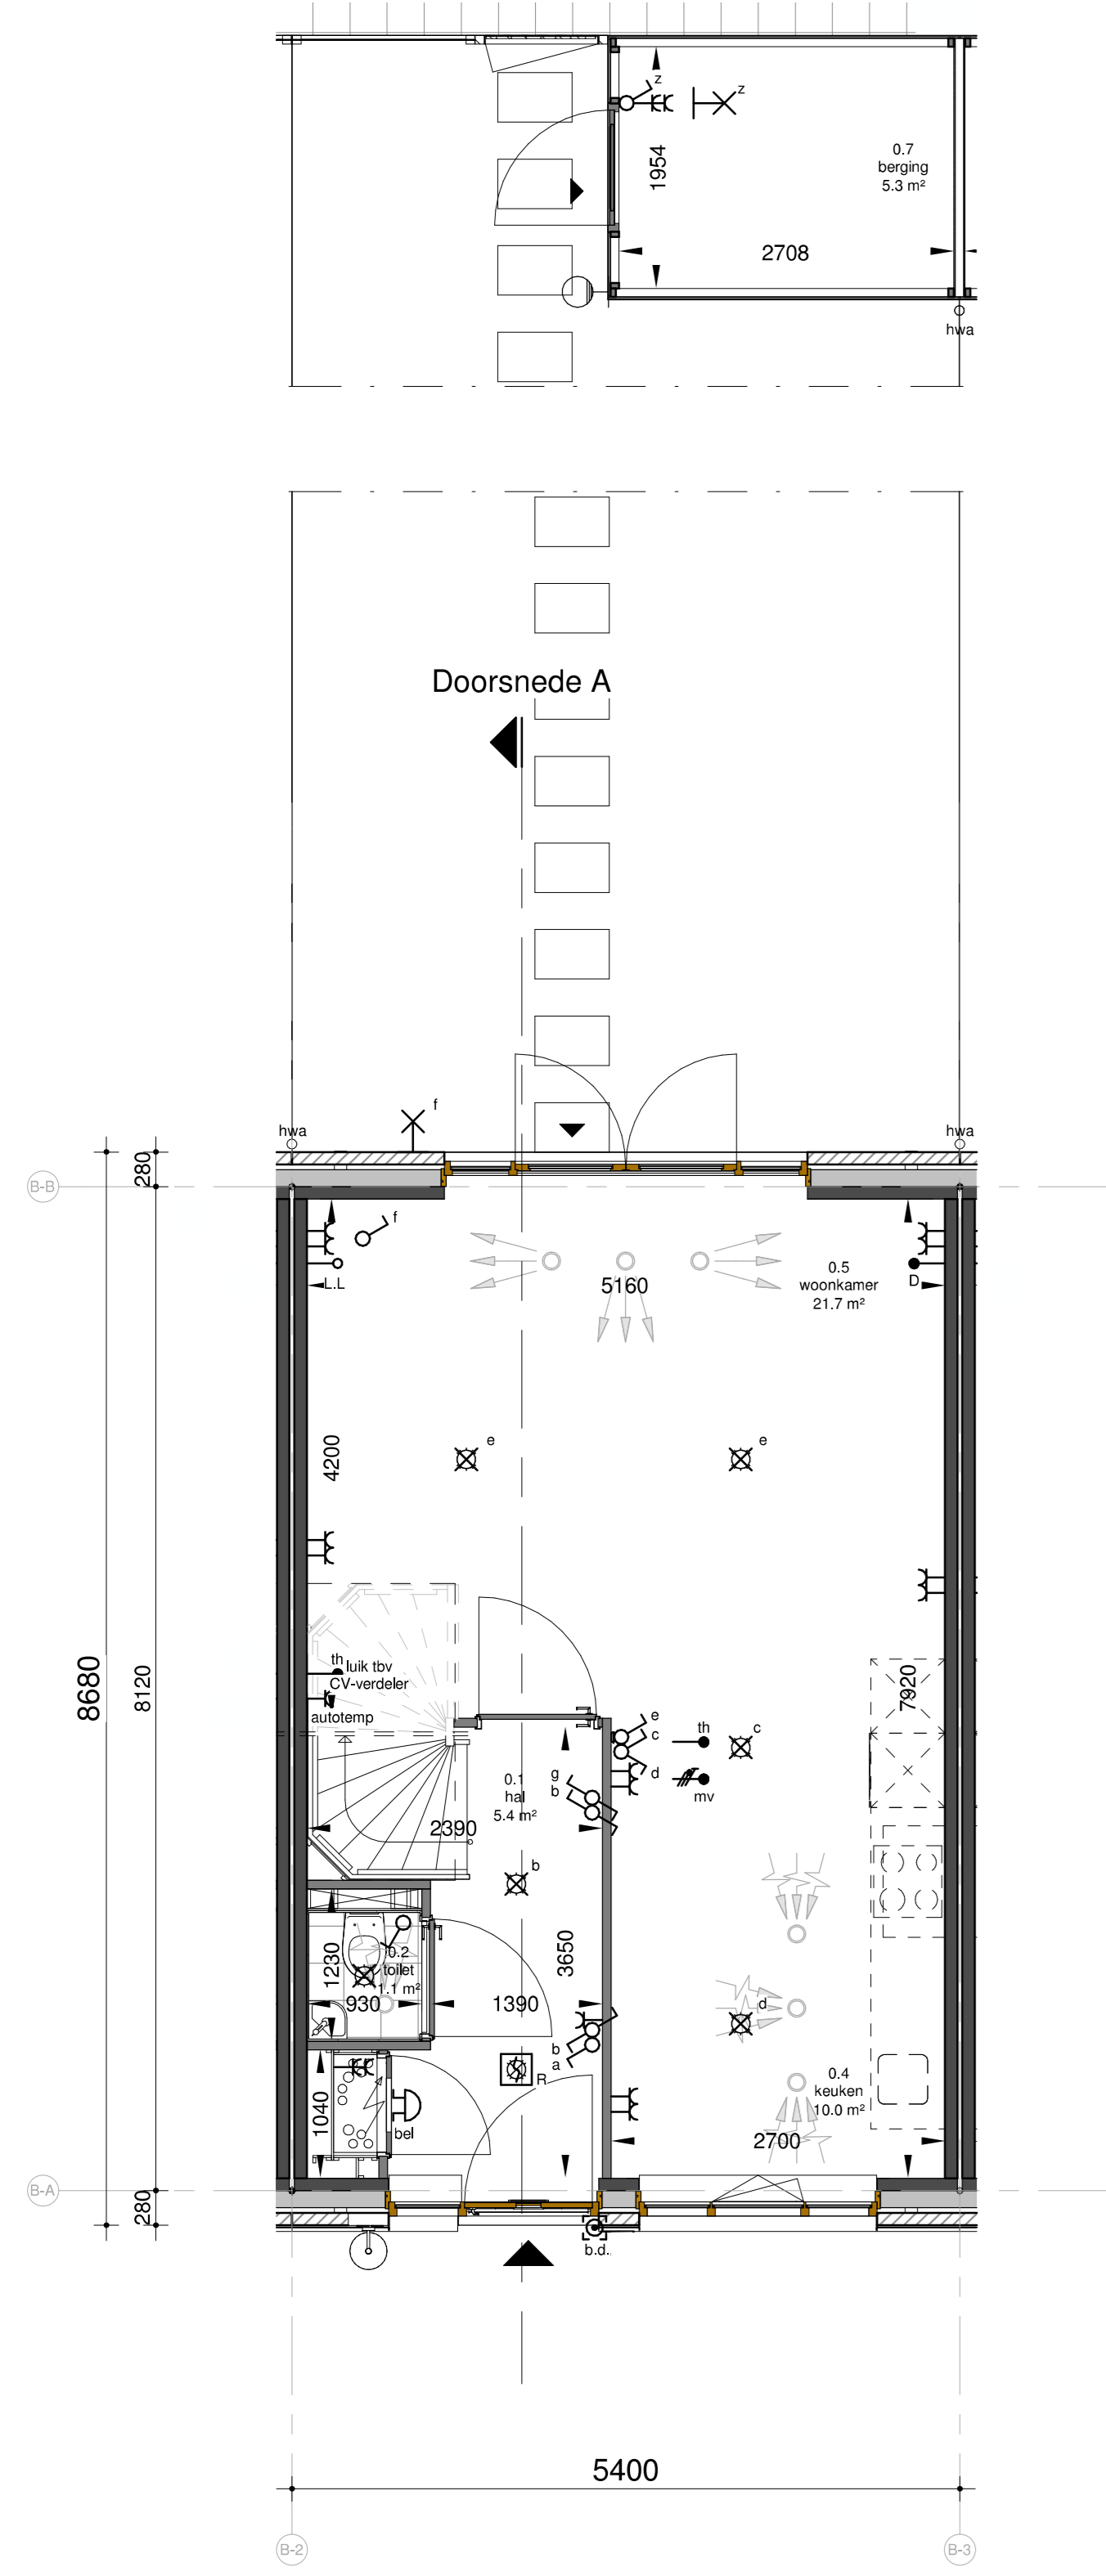 z
z
1954
0.7
berging
5.3 m²
2708
hwa
Doorsnede A
f
hwa
hwa
280
B-B
f
L.L
5160
0.5
woonkamer
21.7 m²
D
e
e
4200
8680
8120
th
luik tbv
CV-verdeler
autotemp
7920
e
c
d
th
c
mv
g
b
0.1
hal
5.4 m²
2390
b
1230
0.2
toilet
1.1 m²
930
1390
3650
d
b
a
R
0.4
keuken
10.0 m²
1040
bel
2700
B-A
280
b.d.
5400
B-2
B-3